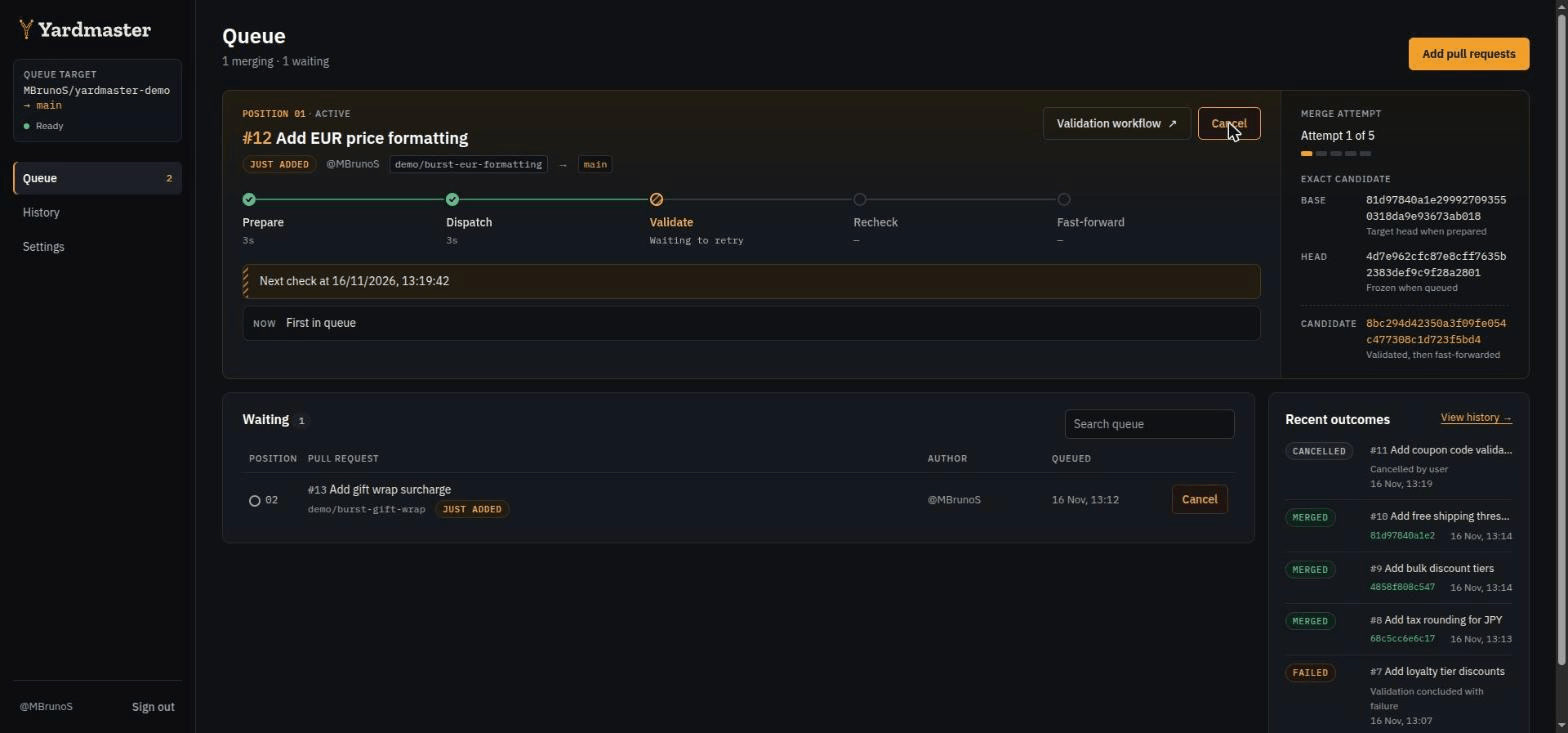 Yardmaster
QUEUE TARGET
MBrunoS/yardmaster-demo
→ main
Ready
Queue 2
History
Settings
@MBrunoS Sign out
Queue
1 merging · 1 waiting
Add pull requests
POSITION 01 · ACTIVE
#12 Add EUR price formatting
JUST ADDED @MBrunoS demo/burst-eur-formatting → main
Validation workflow ↗
Cancel
Prepare
3s
Dispatch
3s
Validate
Waiting to retry
Recheck
—
Fast-forward
—
Next check at 16/11/2026, 13:19:42
NOW First in queue
MERGE ATTEMPT
Attempt 1 of 5
EXACT CANDIDATE
BASE 81d97840a1e29992709355
0318da9e93673ab018
Target head when prepared
HEAD 4d7e962cfc87e8cff7635b
2383def9c9f28a2801
Frozen when queued
CANDIDATE 8bc294d42350a3f09fe054
c477308c1d723f5bd4
Validated, then fast-forwarded
Waiting 1
Search queue
POSITION PULL REQUEST AUTHOR QUEUED
02 #13 Add gift wrap surcharge
demo/burst-gift-wrap JUST ADDED
@MBrunoS 16 Nov, 13:12 Cancel
Recent outcomes View history →
CANCELLED #11 Add coupon code valida...
Cancelled by user
16 Nov, 13:19
MERGED #10 Add free shipping thres...
81d97840a1e2 16 Nov, 13:14
MERGED #9 Add bulk discount tiers
4858f808c547 16 Nov, 13:14
MERGED #8 Add tax rounding for JPY
68c5cc6e6c17 16 Nov, 13:13
FAILED #7 Add loyalty tier discounts
Validation concluded with
failure
16 Nov, 13:07